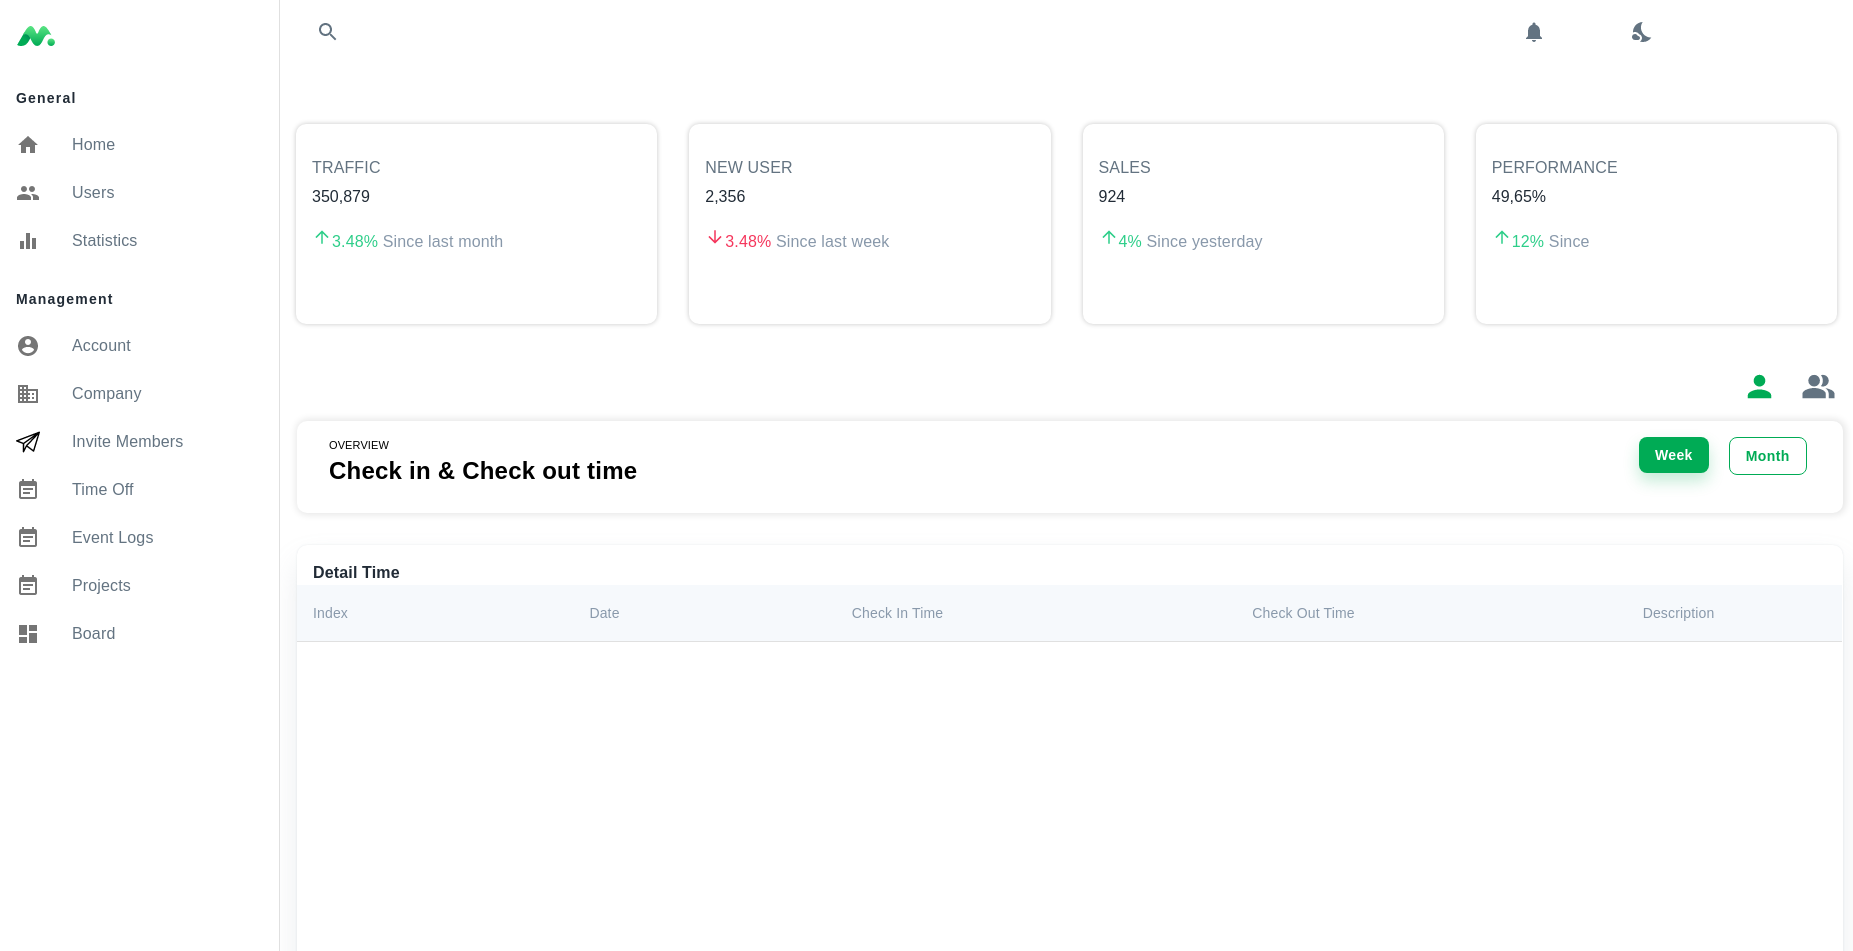 General
Home
Users
Statistics
Management
Account
Company
Invite Members
Time Off
Event Logs
Projects
Board
TRAFFIC
350,879
3.48% Since last month
NEW USER
2,356
3.48% Since last week
SALES
924
4% Since yesterday
PERFORMANCE
49,65%
12% Since
OVERVIEW
Check in & Check out time
Week
Month
Detail Time
Index Date Check In Time Check Out Time Description